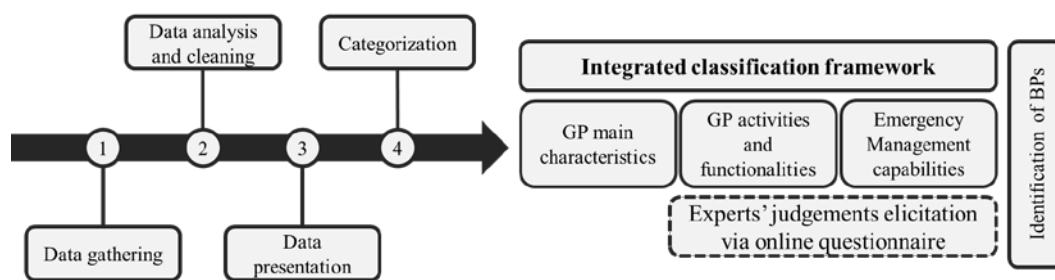 Data analysis
and cleaning
Categorization
1
2
3
4
Data gathering
Data
presentation
Integrated classification framework
GP main
characteristics
GP activities
and
functionalities
Emergency
Management
capabilities
Experts' judgements elicitation
via online questionnaire
Identification of BPs